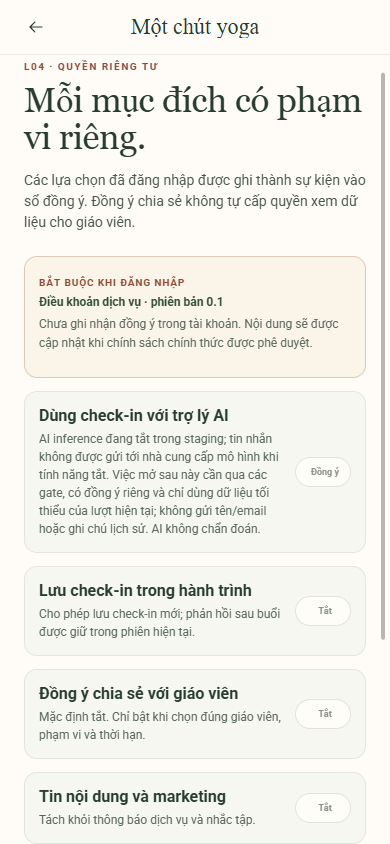 Một chút yoga
L04 · QUYỀN RIÊNG TƯ
Mỗi mục đích có phạm
vi riêng.
Các lựa chọn đã đăng nhập được ghi thành sự kiện vào
sổ đồng ý. Đồng ý chia sẻ không tự cấp quyền xem dữ
liệu cho giáo viên.
BẮT BUỘC KHI ĐĂNG NHẬP
Điều khoản dịch vụ · phiên bản 0.1
Chưa ghi nhận đồng ý trong tài khoản. Nội dung sẽ được
cập nhật khi chính sách chính thức được phê duyệt.
Dùng check-in với trợ lý AI
AI inference đang tắt trong staging; tin nhắn
không được gửi tới nhà cung cấp mô hình khi
tính năng tắt. Việc mở sau này cần qua các
gate, có đồng ý riêng và chỉ dùng dữ liệu tối
thiểu của lượt hiện tại; không gửi tên/email
hoặc ghi chú lịch sử. AI không chẩn đoán.
Đồng ý
Lưu check-in trong hành trình
Cho phép lưu check-in mới; phản hồi sau buổi
được giữ trong phiên hiện tại.
Tắt
Đồng ý chia sẻ với giáo viên
Mặc định tắt. Chỉ bật khi chọn đúng giáo viên,
phạm vi và thời hạn.
Tắt
Tin nội dung và marketing
Tách khỏi thông báo dịch vụ và nhắc tập.
Tắt